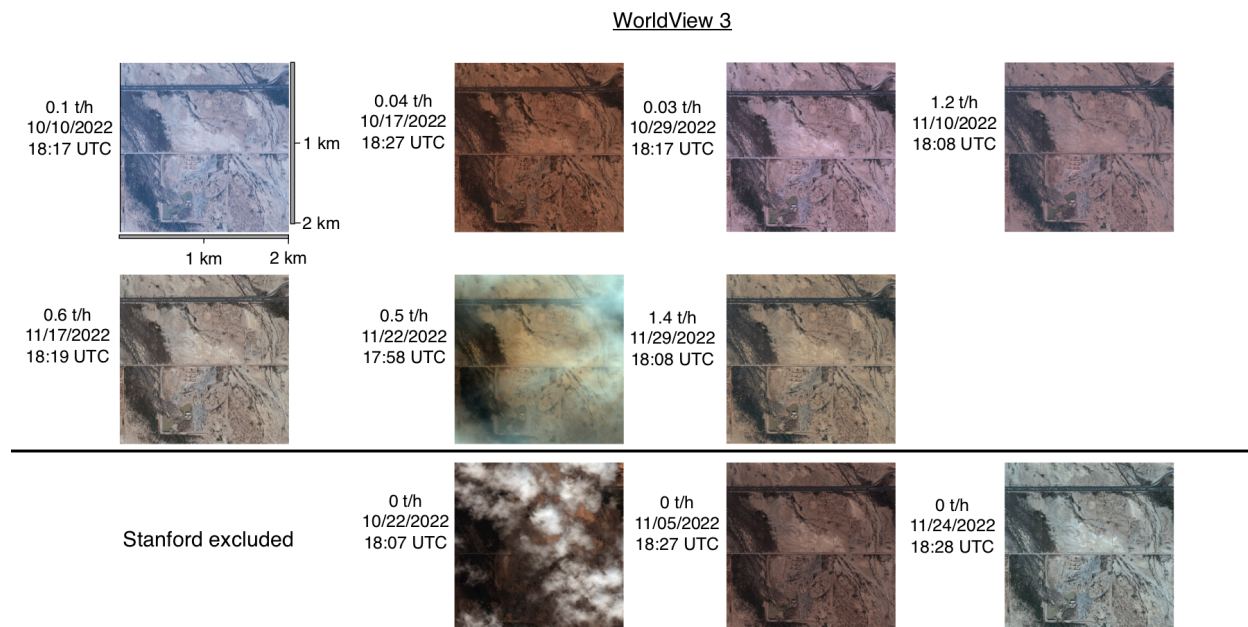 WorldView 3
0.1 t/h
10/10/2022
18:17 UTC
1 km
2 km
1 km
2 km
0.04 t/h
10/17/2022
18:27 UTC
0.03 t/h
10/29/2022
18:17 UTC
1.2 t/h
11/10/2022
18:08 UTC
0.6 t/h
11/17/2022
18:19 UTC
0.5 t/h
11/22/2022
17:58 UTC
1.4 t/h
11/29/2022
18:08 UTC
Stanford excluded
0 t/h
10/22/2022
18:07 UTC
0 t/h
11/05/2022
18:27 UTC
0 t/h
11/24/2022
18:28 UTC